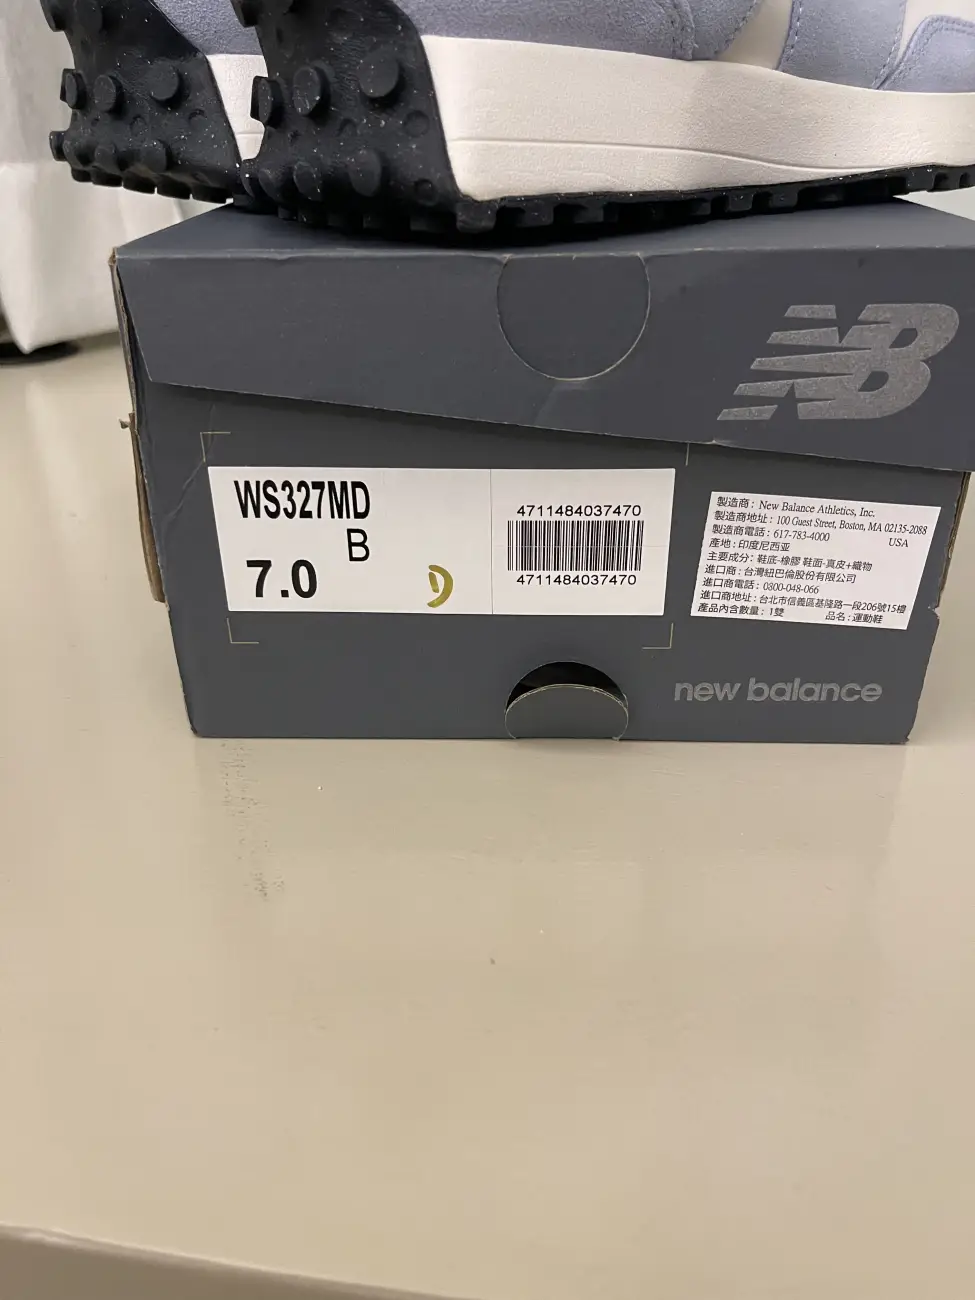 NB
WS327MD
B
7.0
4711484037470
4711484037470
製造商: New Balance Athletics, Inc.
製造商地址: 100 Guest Street, Boston, MA 02135-2088
USA
製造商電話: 617-783-4000
產地: 印度尼西亚
主要成分: 鞋底-橡膠 鞋面-真皮+織物
進口商: 台灣紐巴倫股份有限公司
進口商電話: 0800-048-066
進口商地址: 台北市信義區基隆路一段206號15樓
產品內含數量: 1雙 品名: 運動鞋
new balance